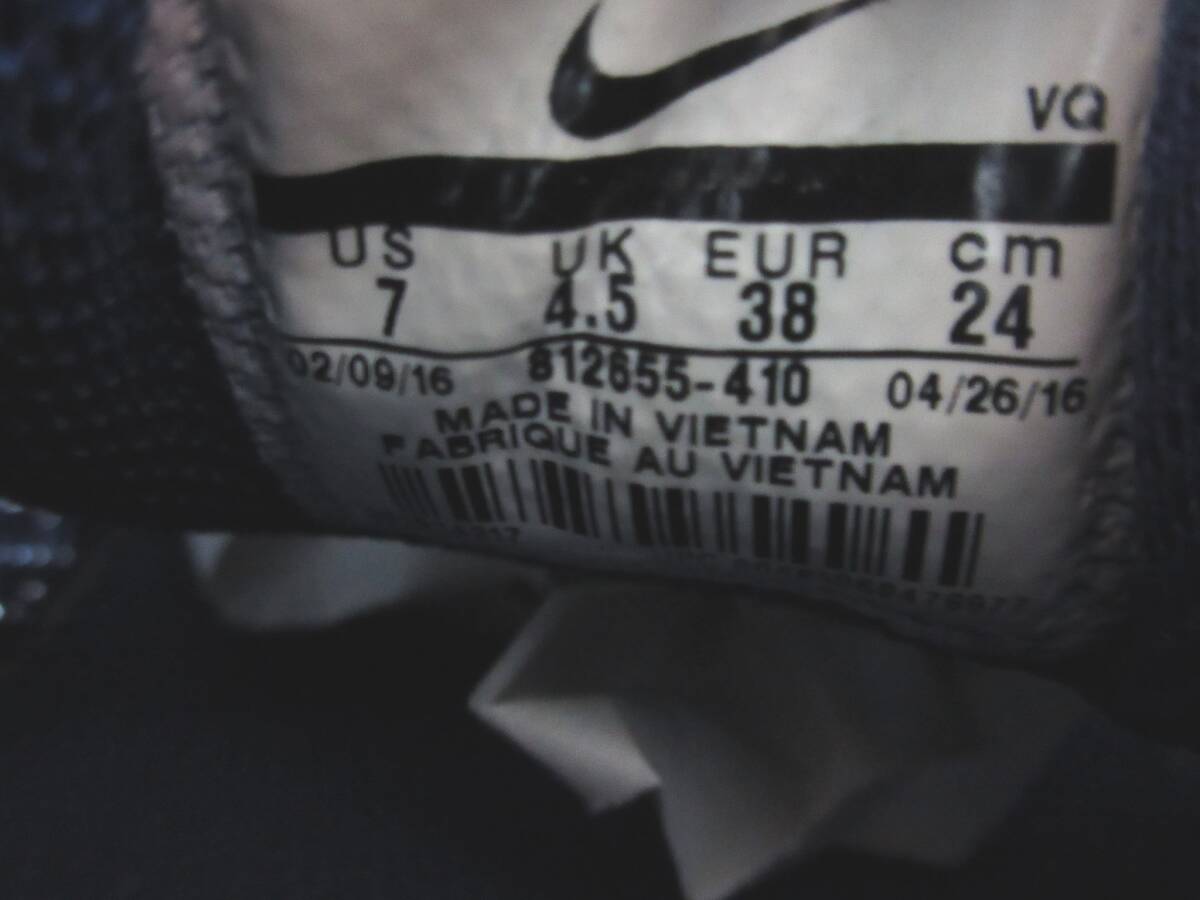 VQ
US UK EUR cm
7 4.5 38 24
02/09/16 812655-410 04/26/16
MADE IN VIETNAM
FABRIQUE AU VIETNAM